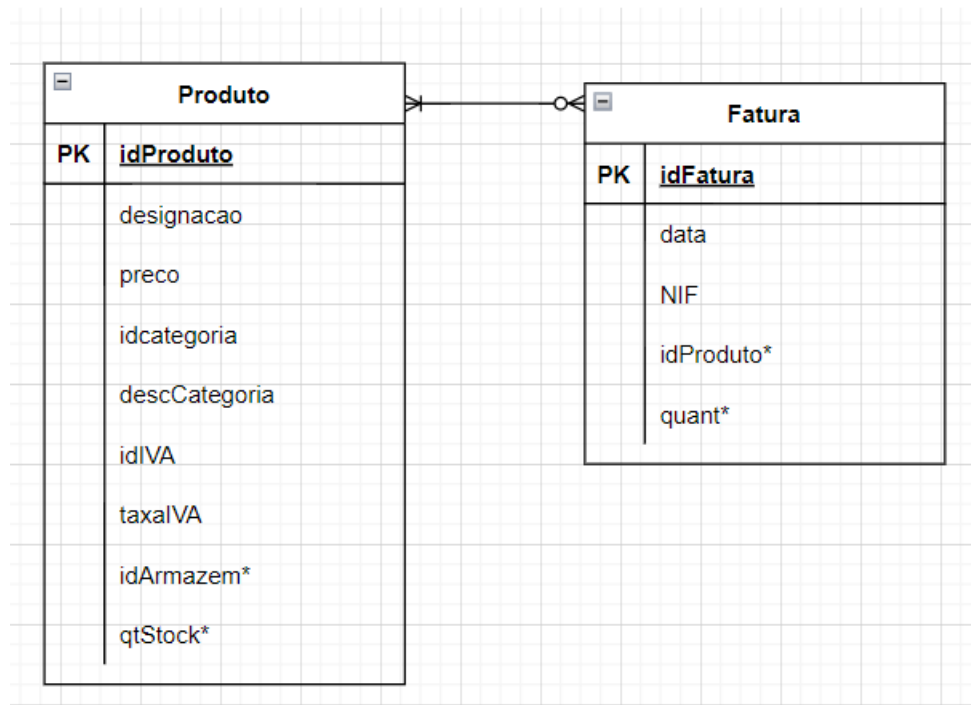 Produto
PK idProduto
designacao
preco
idcategoria
descCategoria
idIVA
taxaIVA
idArmazem*
qtStock*
Fatura
PK idFatura
data
NIF
idProduto*
quant*